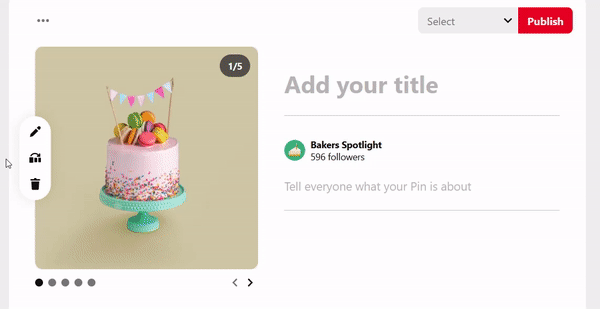 Select
Publish
1/5
Add your title
Bakers Spotlight
596 followers
Tell everyone what your Pin is about